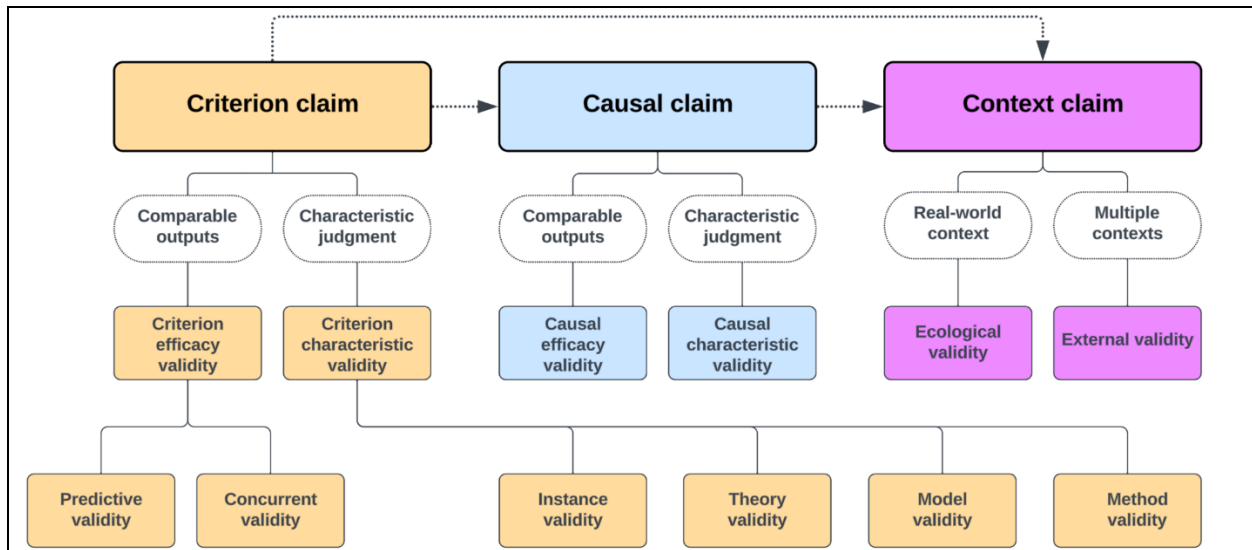 Criterion claim
Causal claim
Context claim
Comparable
outputs
Characteristic
judgment
Comparable
outputs
Characteristic
judgment
Real-world
context
Multiple
contexts
Criterion
efficacy
validity
Criterion
characteristic
validity
Causal
efficacy
validity
Causal
characteristic
validity
Ecological
validity
External validity
Predictive
validity
Concurrent
validity
Instance
validity
Theory
validity
Model
validity
Method
validity